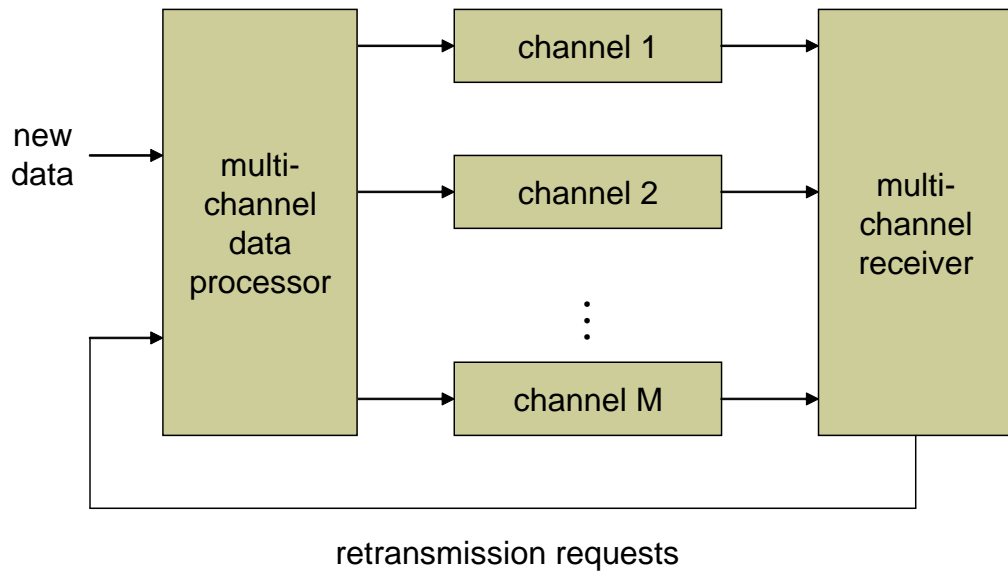 new
data
multi-
channel
data
processor
channel 1
channel 2
channel M
multi-
channel
receiver
retransmission requests